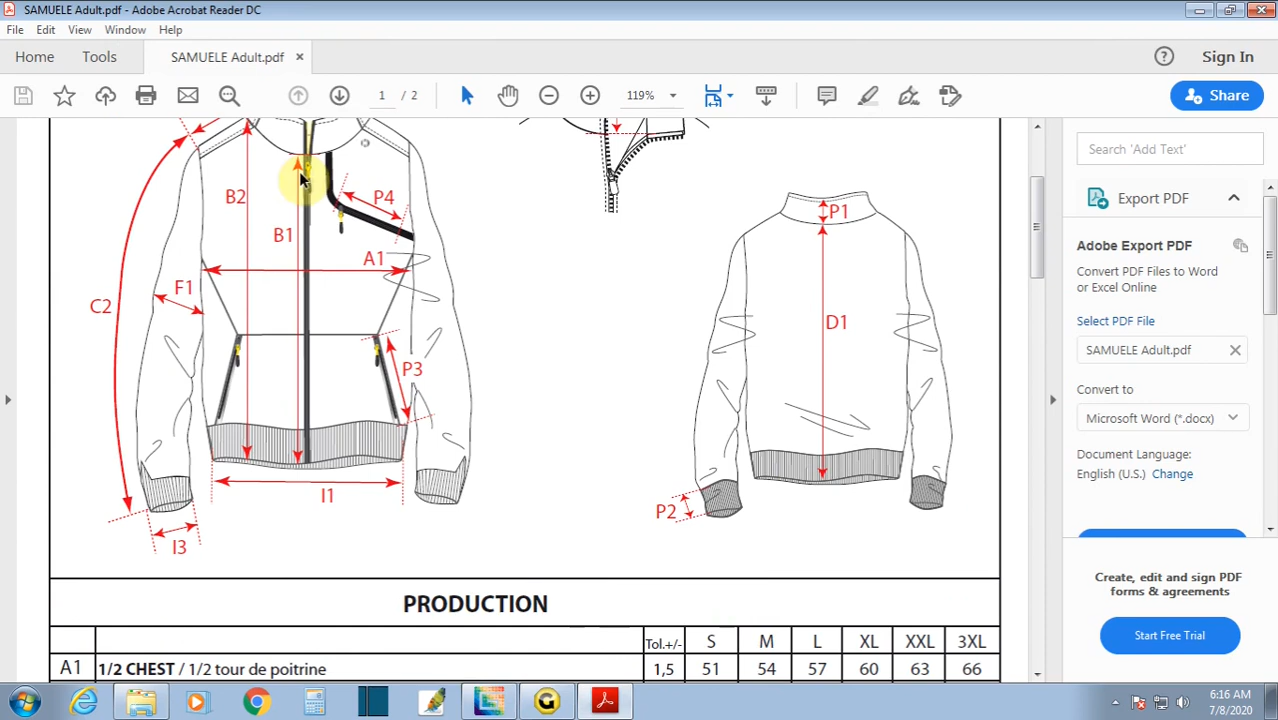 SAMUELE Adult.pdf - Adobe Acrobat Reader DC
File Edit View Window Help
Home Tools SAMUELE Adult.pdf × Sign In
1 / 2 119% Share
B2
P4
B1
A1
F1
C2
P3
I1
I3
P1
D1
P2
PRODUCTION
Tol.+/- S M L XL XXL 3XL
A1 1/2 CHEST / 1/2 tour de poitrine 1,5 51 54 57 60 63 66
Search 'Add Text'
Export PDF
Adobe Export PDF
Convert PDF Files to Word
or Excel Online
Select PDF File
SAMUELE Adult.pdf
Convert to
Microsoft Word (*.docx)
Document Language:
English (U.S.) Change
Create, edit and sign PDF
forms & agreements
Start Free Trial
6:16 AM
7/8/2020